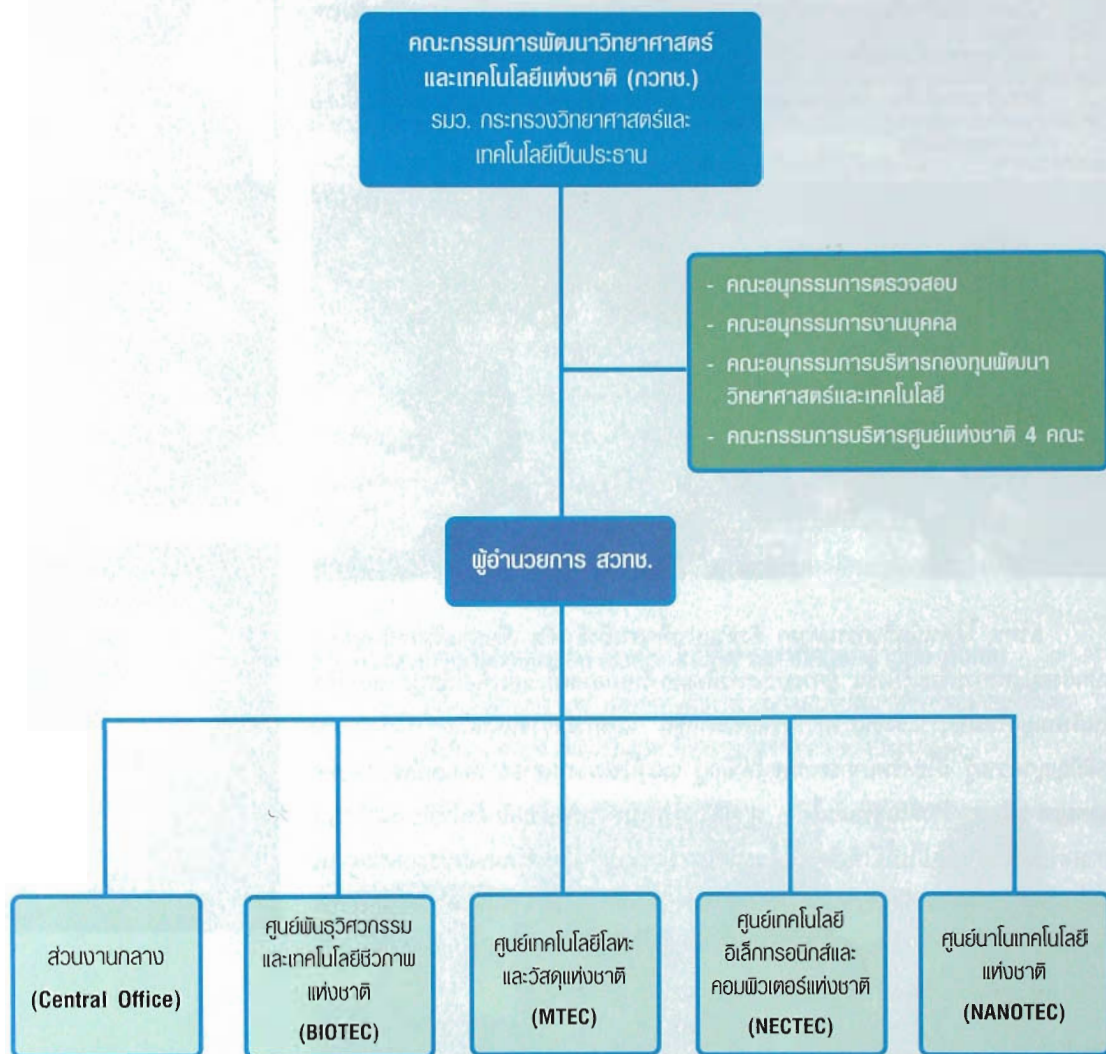 คณะกรรมการพัฒนาวิทยาศาสตร์
และเทคโนโลยีแห่งชาติ (กวทช.)
รมว. กระทรวงวิทยาศาสตร์และ
เทคโนโลยีเป็นประธาน
- คณะอนุกรรมการตรวจสอบ
- คณะอนุกรรมการงานบุคคล
- คณะอนุกรรมการบริหารกองทุนพัฒนา
วิทยาศาสตร์และเทคโนโลยี
- คณะกรรมการบริหารศูนย์แห่งชาติ 4 คณะ
ผู้อำนวยการ สวทช.
ส่วนงานกลาง
(Central Office)
ศูนย์พันธุวิศวกรรม
และเทคโนโลยีชีวภาพ
แห่งชาติ
(BIOTEC)
ศูนย์เทคโนโลยีโลหะ
และวัสดุแห่งชาติ
(MTEC)
ศูนย์เทคโนโลยี
อิเล็กทรอนิกส์และ
คอมพิวเตอร์แห่งชาติ
(NECTEC)
ศูนย์นาโนเทคโนโลยี
แห่งชาติ
(NANOTEC)